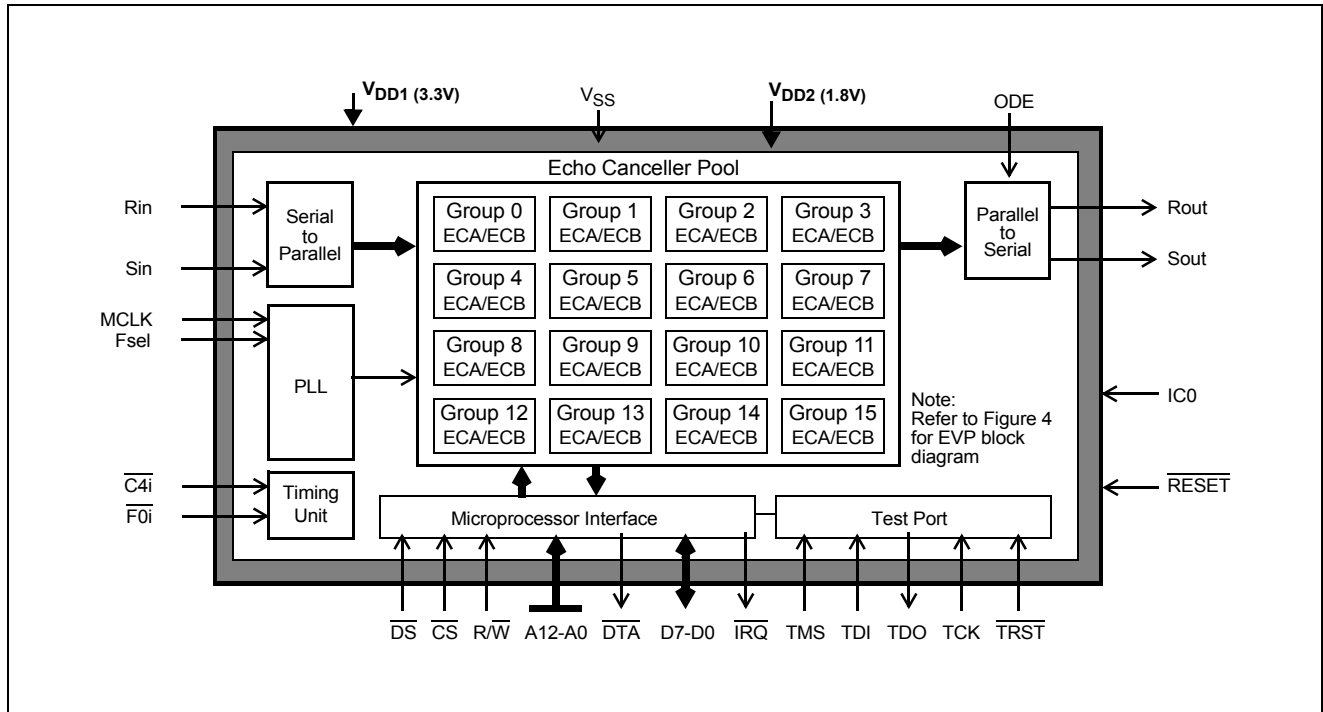 VDD1 (3.3V)
VSS
VDD2 (1.8V)
ODE
Echo Canceller Pool
Rin
Sin
Serial
to
Parallel
Group 0
ECA/ECB
Group 1
ECA/ECB
Group 2
ECA/ECB
Group 3
ECA/ECB
Parallel
to
Serial
Rout
Sout
Group 4
ECA/ECB
Group 5
ECA/ECB
Group 6
ECA/ECB
Group 7
ECA/ECB
MCLK
Fsel
PLL
Group 8
ECA/ECB
Group 9
ECA/ECB
Group 10
ECA/ECB
Group 11
ECA/ECB
Group 12
ECA/ECB
Group 13
ECA/ECB
Group 14
ECA/ECB
Group 15
ECA/ECB
Note:
Refer to Figure 4
for EVP block
diagram
IC0
RESET
C4i
F0i
Timing
Unit
Microprocessor Interface
Test Port
DS
CS
R/W
A12-A0
DTA
D7-D0
IRQ
TMS
TDI
TDO
TCK
TRST